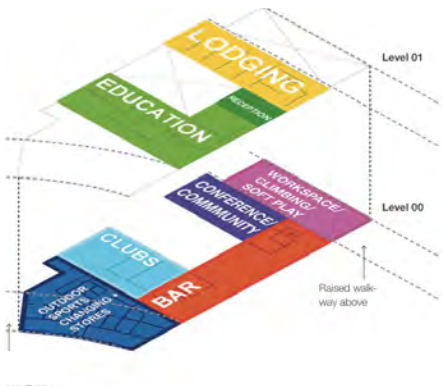 LODGING
Level 01
EDUCATION
RECEPTION
WORKSPACE/
CLIMBING/
SOFT PLAY
CONFERENCE/
COMMMUNITY
Level 00
CLUBS
BAR
OUTDOOR
SPORTS
CHANGING +
STORES
Raised walk-
way above